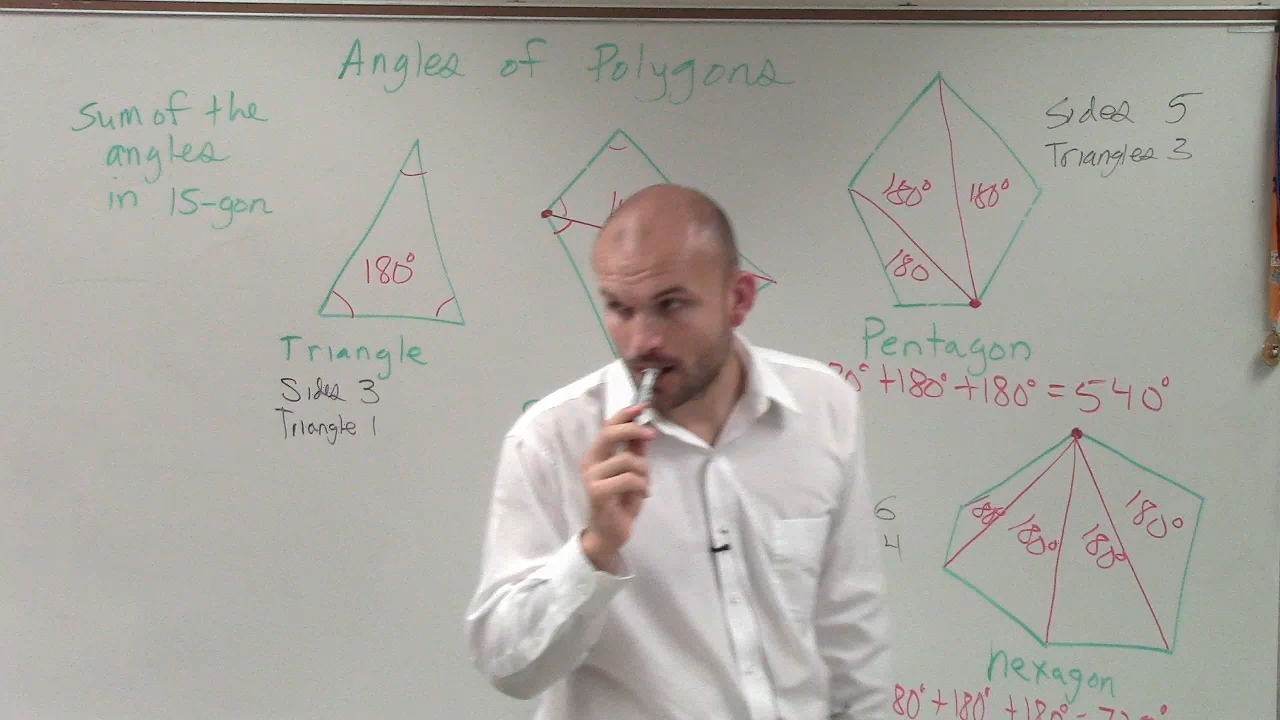 Angles of Polygons
Sum of the
angles
in 15-gon
180°
Triangle
Sides 3
Triangle 1
Sides 5
Triangles 3
180° 180°
180
Pentagon
+180°+180°=540°
6
4
180° 180° 180° 180°
hexagon
80°+180° +180°=